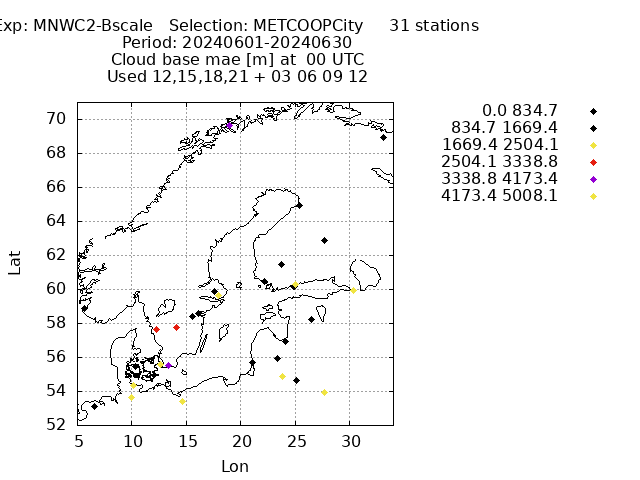 Exp: MNWC2-Bscale   Selection: METCOOPCity     31 stations
Period: 20240601-20240630
Cloud base mae [m] at  00 UTC
Used 12,15,18,21 + 03 06 09 12
0.0 834.7
834.7 1669.4
1669.4 2504.1
2504.1 3338.8
3338.8 4173.4
4173.4 5008.1
70
68
66
64
62
60
58
56
54
52
Lat
5 10 15 20 25 30
Lon